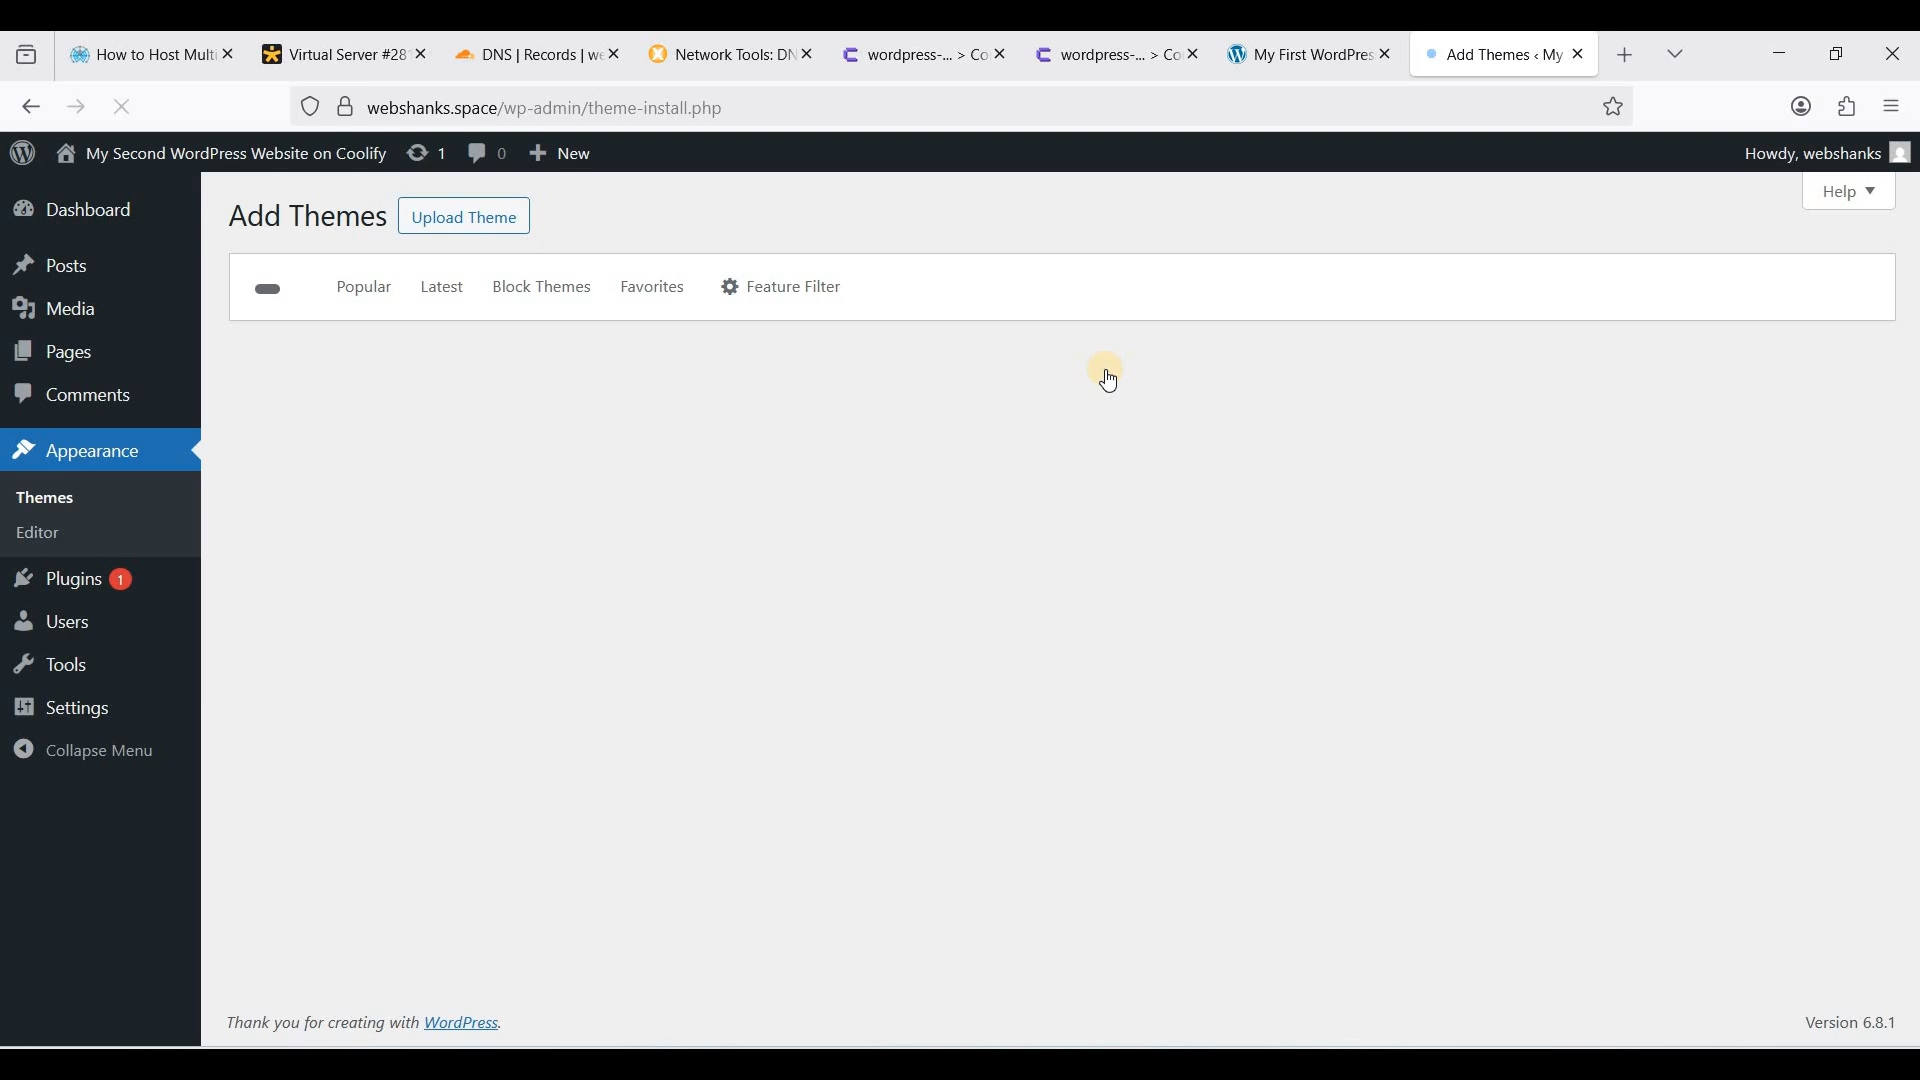 How to Host Multi
Virtual Server #281
DNS | Records | we
Network Tools: DN
wordpress-... > Co
wordpress-... > Co
My First WordPres
Add Themes ‹ My
webshanks.space/wp-admin/theme-install.php
My Second WordPress Website on Coolify
1
0
New
Howdy, webshanks
Help
Dashboard
Posts
Media
Pages
Comments
Appearance
Themes
Editor
Plugins 1
Users
Tools
Settings
Collapse Menu
Add Themes
Upload Theme
Popular Latest Block Themes Favorites Feature Filter
Thank you for creating with WordPress.
Version 6.8.1